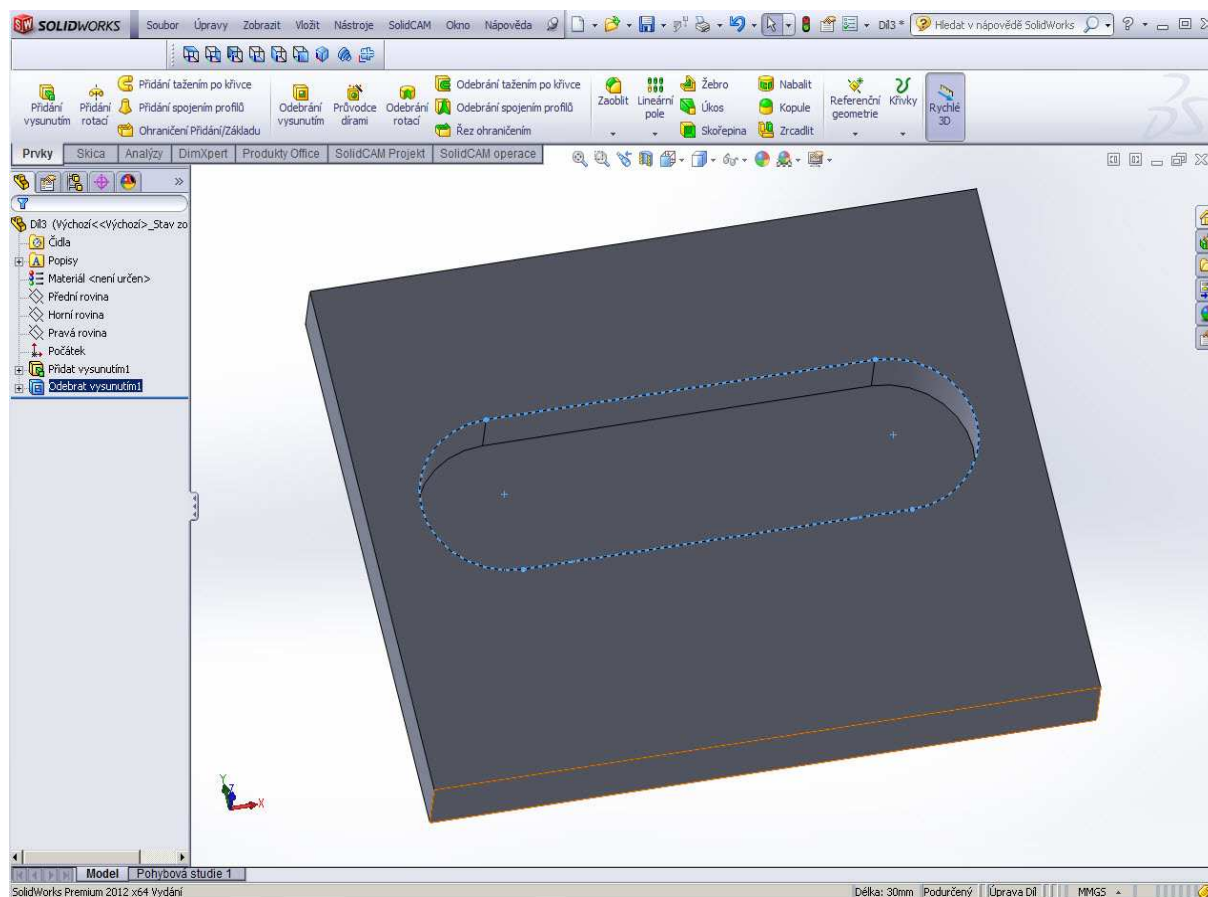 SW SOLIDWORKS Soubor Úpravy Zobrazit Vložit Nástroje SolidCAM Okno Nápověda Díl3 * Hledat v nápovědě SolidWorks
Přidání vysunutím
Přidání rotací
Přidání tažením po křivce
Přidání spojením profilů
Ohraničení Přidání/Základu
Odebrání vysunutím
Průvodce dírami
Odebrání rotací
Odebrání tažením po křivce
Odebrání spojením profilů
Řez ohraničením
Zaoblit
Lineární pole
Žebro
Úkos
Skořepina
Nabalit
Kopule
Zrcadlit
Referenční geometrie
Křivky
Rychlé 3D
Prvky Skica Analýzy DimXpert Produkty Office SolidCAM Projekt SolidCAM operace
Díl3 (Výchozí<<Výchozí>_Stav zo
Čidla
Popisy
Materiál <není určen>
Přední rovina
Horní rovina
Pravá rovina
Počátek
Přidat vysunutím1
Odebrat vysunutím1
Y
Z
X
Model Pohybová studie 1
SolidWorks Premium 2012 x64 Vydání Délka: 30mm Podurčený Úprava Díl MMGS